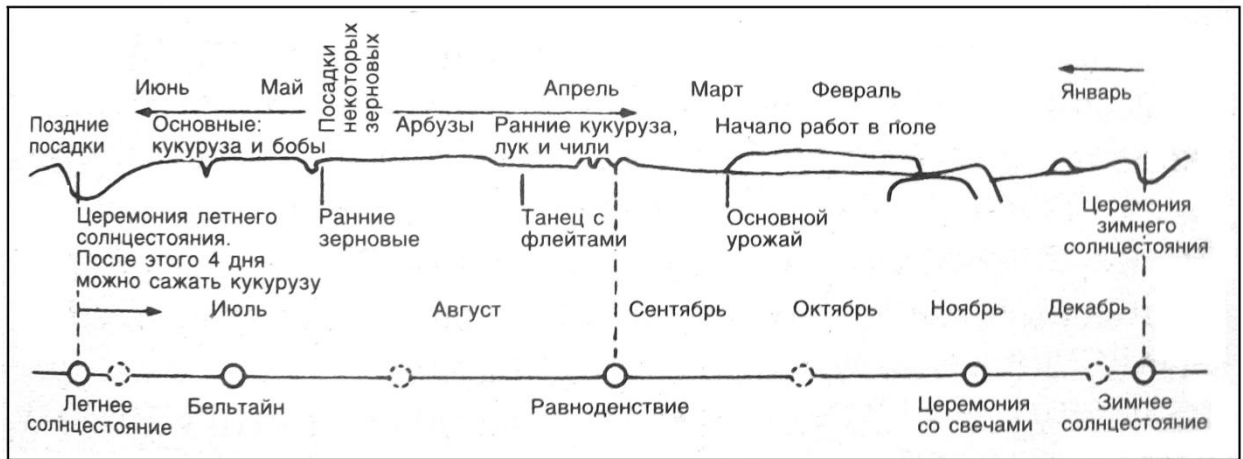 Июнь Май Апрель Март Февраль Январь
Посадки
некоторых
зерновых
Поздние
посадки
Основные:
кукуруза и бобы
Арбузы
Ранние кукуруза,
лук и чили
Начало работ в поле
Церемония летнего
солнцестояния.
После этого 4 дня
можно сажать кукурузу
Ранние
зерновые
Танец с
флейтами
Основной
урожай
Церемония
зимнего
солнцестояния
Июль Август Сентябрь Октябрь Ноябрь Декабрь
Летнее
солнцестояние
Бельтайн
Равноденствие
Церемония
со свечами
Зимнее
солнцестояние